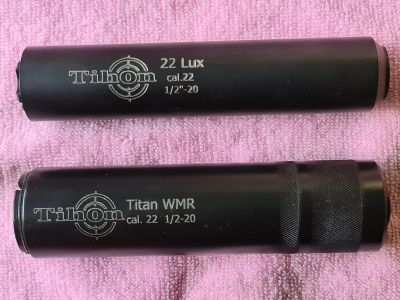 Tihon
22 Lux
cal.22
1/2"-20
Tihon
Titan WMR
cal. 22 1/2-20